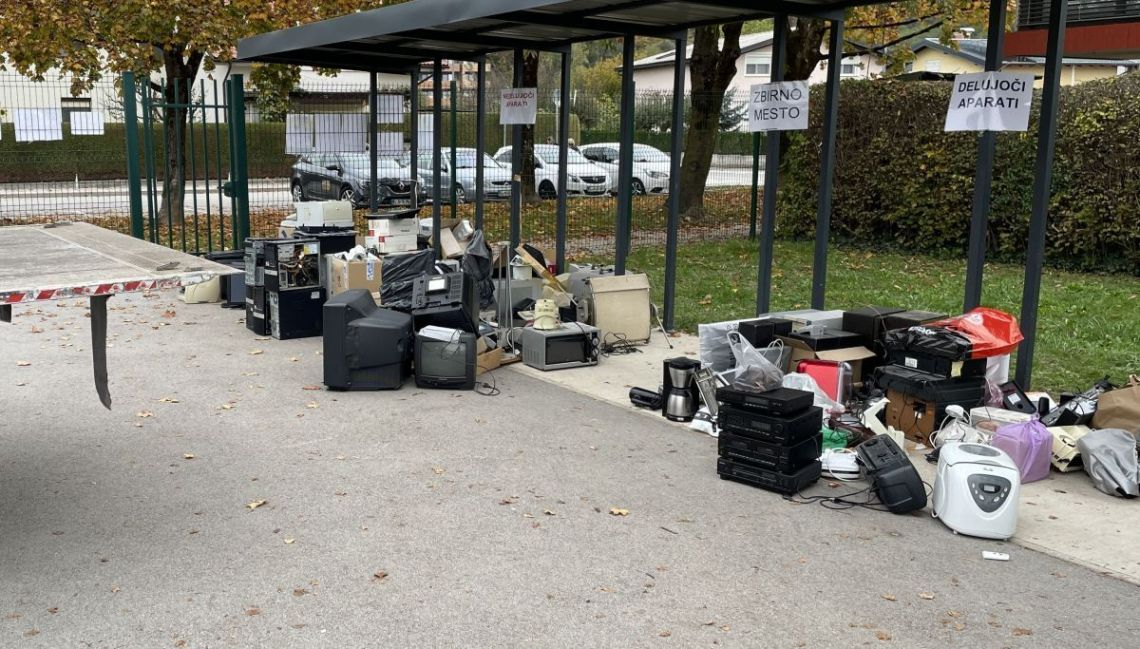 NEDELUJOČI
APARATI
ZBIRNO
MESTO
DELUJOČI
APARATI